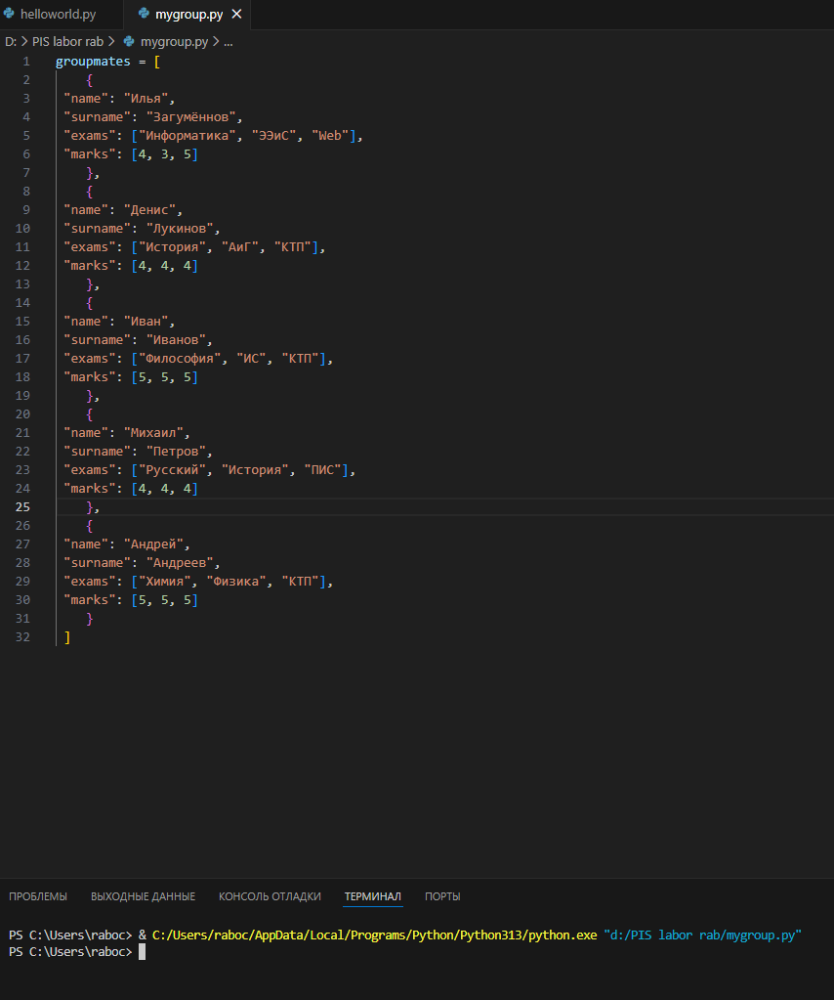 helloworld.py mygroup.py
D: > PIS labor rab > mygroup.py > ...
1 groupmates = [
2 {
3 "name": "Илья",
4 "surname": "Загумённов",
5 "exams": ["Информатика", "ЭЭиС", "Web"],
6 "marks": [4, 3, 5]
7 },
8 {
9 "name": "Денис",
10 "surname": "Лукинов",
11 "exams": ["История", "АиГ", "КТП"],
12 "marks": [4, 4, 4]
13 },
14 {
15 "name": "Иван",
16 "surname": "Иванов",
17 "exams": ["Философия", "ИС", "КТП"],
18 "marks": [5, 5, 5]
19 },
20 {
21 "name": "Михаил",
22 "surname": "Петров",
23 "exams": ["Русский", "История", "ПИС"],
24 "marks": [4, 4, 4]
25 },
26 {
27 "name": "Андрей",
28 "surname": "Андреев",
29 "exams": ["Химия", "Физика", "КТП"],
30 "marks": [5, 5, 5]
31 }
32 ]
ПРОБЛЕМЫ ВЫХОДНЫЕ ДАННЫЕ КОНСОЛЬ ОТЛАДКИ ТЕРМИНАЛ ПОРТЫ
PS C:\Users\raboc> & C:/Users/raboc/AppData/Local/Programs/Python/Python313/python.exe "d:/PIS labor rab/mygroup.py"
PS C:\Users\raboc>